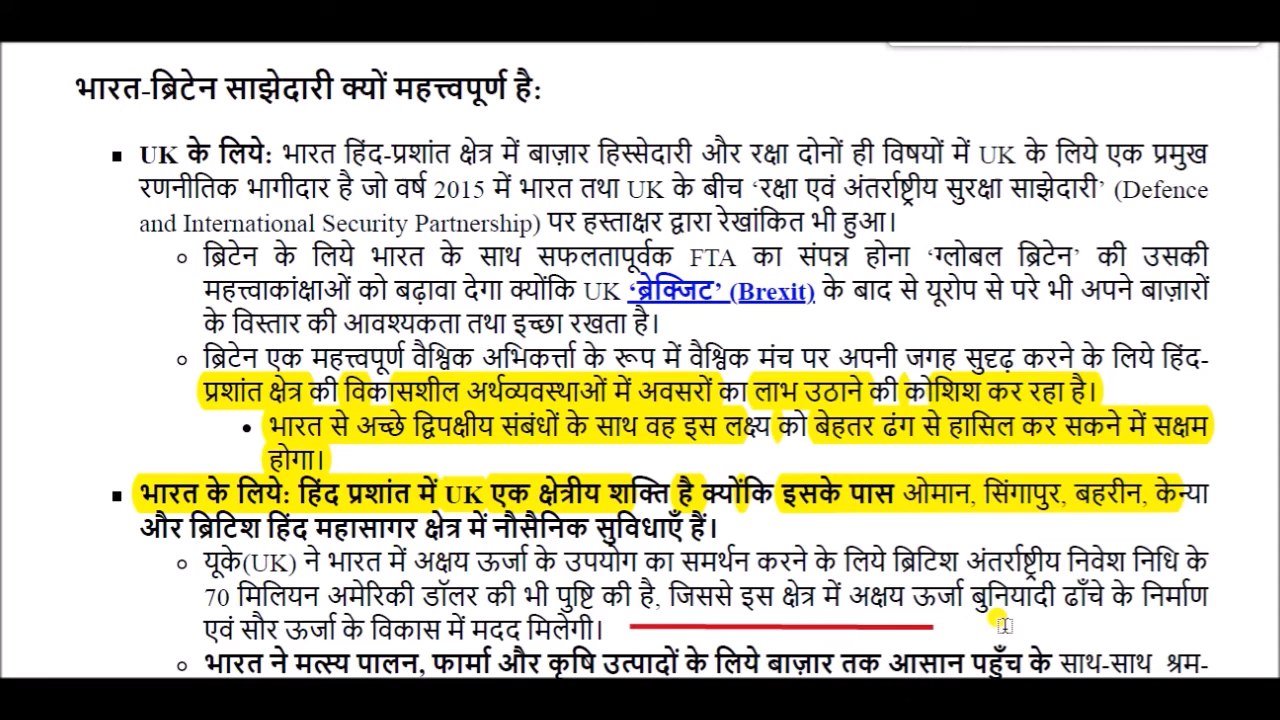 भारत-ब्रिटेन साझेदारी क्यों महत्त्वपूर्ण है:
▪ UK के लिये: भारत हिंद-प्रशांत क्षेत्र में बाज़ार हिस्सेदारी और रक्षा दोनों ही विषयों में UK के लिये एक प्रमुख
रणनीतिक भागीदार है जो वर्ष 2015 में भारत तथा UK के बीच ‘रक्षा एवं अंतर्राष्ट्रीय सुरक्षा साझेदारी’ (Defence
and International Security Partnership) पर हस्ताक्षर द्वारा रेखांकित भी हुआ।
◦ ब्रिटेन के लिये भारत के साथ सफलतापूर्वक FTA का संपन्न होना ‘ग्लोबल ब्रिटेन’ की उसकी
महत्त्वाकांक्षाओं को बढ़ावा देगा क्योंकि UK ‘ब्रेक्जिट’ (Brexit) के बाद से यूरोप से परे भी अपने बाज़ारों
के विस्तार की आवश्यकता तथा इच्छा रखता है।
◦ ब्रिटेन एक महत्त्वपूर्ण वैश्विक अभिकर्त्ता के रूप में वैश्विक मंच पर अपनी जगह सुदृढ़ करने के लिये हिंद-
प्रशांत क्षेत्र की विकासशील अर्थव्यवस्थाओं में अवसरों का लाभ उठाने की कोशिश कर रहा है।
• भारत से अच्छे द्विपक्षीय संबंधों के साथ वह इस लक्ष्य को बेहतर ढंग से हासिल कर सकने में सक्षम
होगा।
▪ भारत के लिये: हिंद प्रशांत में UK एक क्षेत्रीय शक्ति है क्योंकि इसके पास ओमान, सिंगापुर, बहरीन, केन्या
और ब्रिटिश हिंद महासागर क्षेत्र में नौसैनिक सुविधाएँ हैं।
◦ यूके(UK) ने भारत में अक्षय ऊर्जा के उपयोग का समर्थन करने के लिये ब्रिटिश अंतर्राष्ट्रीय निवेश निधि के
70 मिलियन अमेरिकी डॉलर की भी पुष्टि की है, जिससे इस क्षेत्र में अक्षय ऊर्जा बुनियादी ढाँचे के निर्माण
एवं सौर ऊर्जा के विकास में मदद मिलेगी।
◦ भारत ने मत्स्य पालन, फार्मा और कृषि उत्पादों के लिये बाज़ार तक आसान पहुँच के साथ-साथ श्रम-